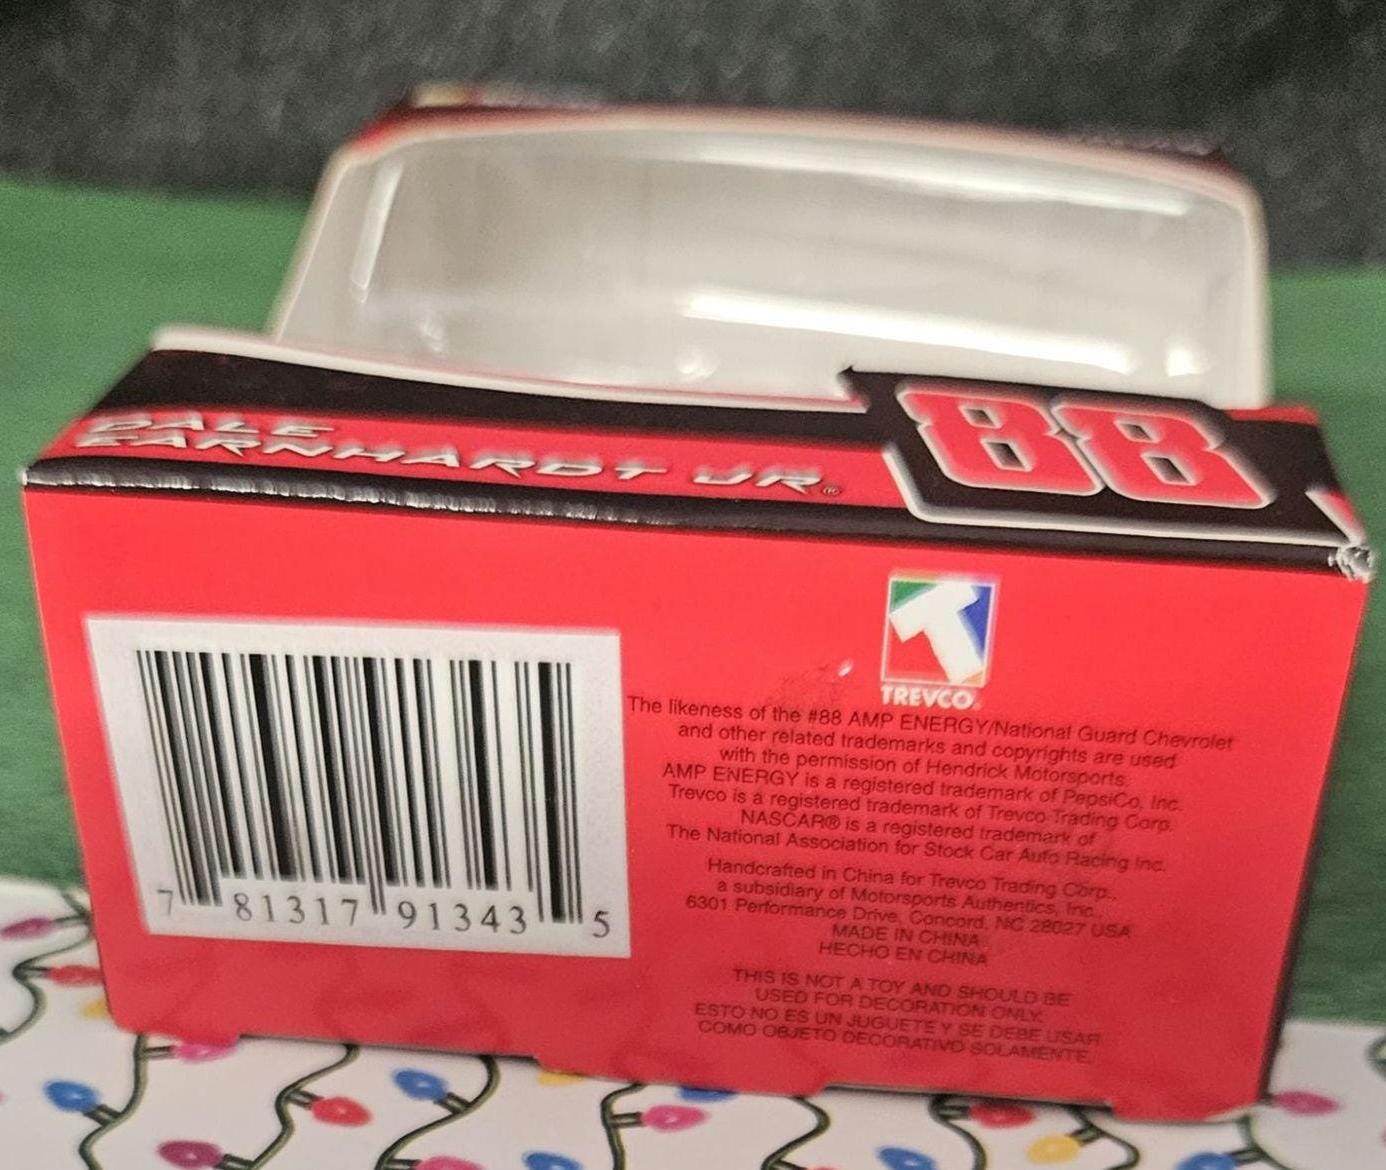 DALE
EARNHARDT JR.®
88
TREVCO®
The likeness of the #88 AMP ENERGY/National Guard Chevrolet
and other related trademarks and copyrights are used
with the permission of Hendrick Motorsports.
AMP ENERGY is a registered trademark of PepsiCo, Inc.
Trevco is a registered trademark of Trevco Trading Corp.
NASCAR® is a registered trademark of
The National Association for Stock Car Auto Racing Inc.
Handcrafted in China for Trevco Trading Corp.,
a subsidiary of Motorsports Authentics, Inc.
6301 Performance Drive, Concord, NC 28027 USA
MADE IN CHINA
HECHO EN CHINA
THIS IS NOT A TOY AND SHOULD BE
USED FOR DECORATION ONLY.
ESTO NO ES UN JUGUETE Y SE DEBE USAR
COMO OBJETO DECORATIVO SOLAMENTE.
7 81317 91343 5